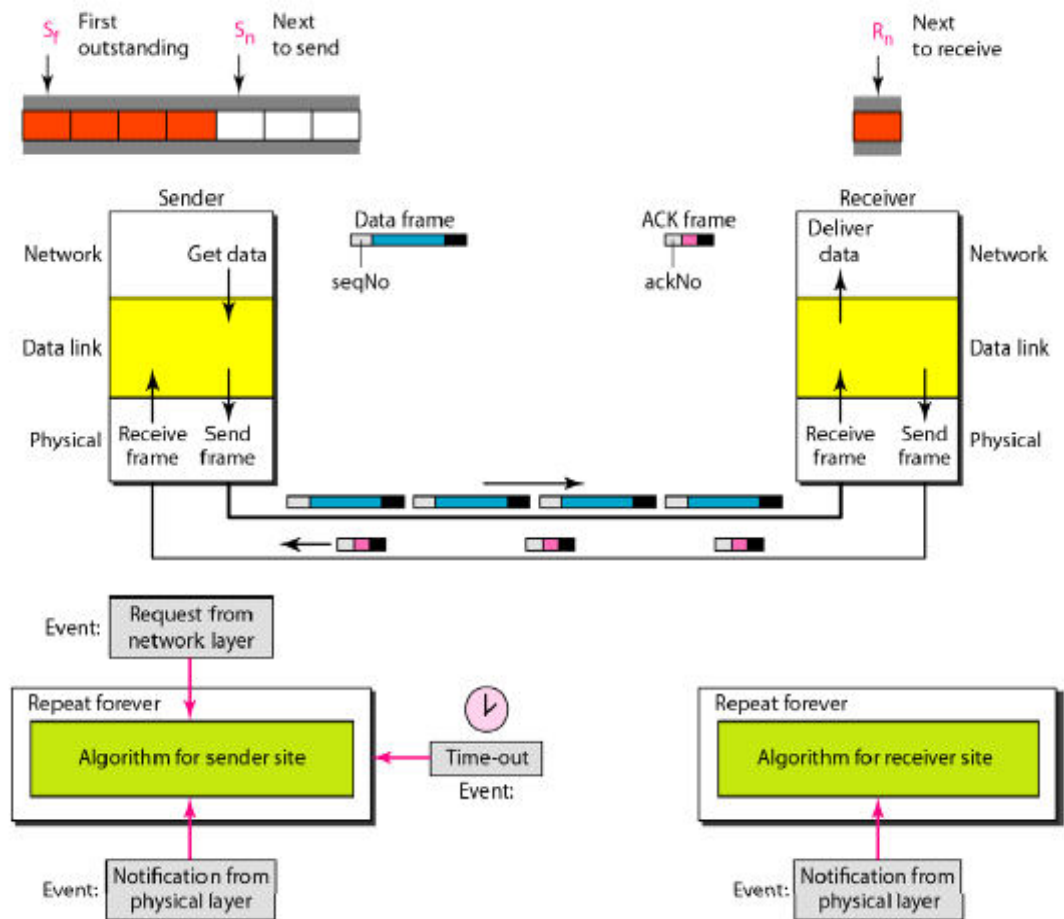 Sf First outstanding
Sn Next to send
Rn Next to receive
Sender
Receiver
Data frame
ACK frame
seqNo
ackNo
Network
Get data
Deliver
data
Network
Data link
Data link
Physical
Receive
frame
Send
frame
Receive
frame
Send
frame
Physical
Event:
Request from
network layer
Repeat forever
Algorithm for sender site
Time-out
Event:
Event:
Notification from
physical layer
Repeat forever
Algorithm for receiver site
Event:
Notification from
physical layer